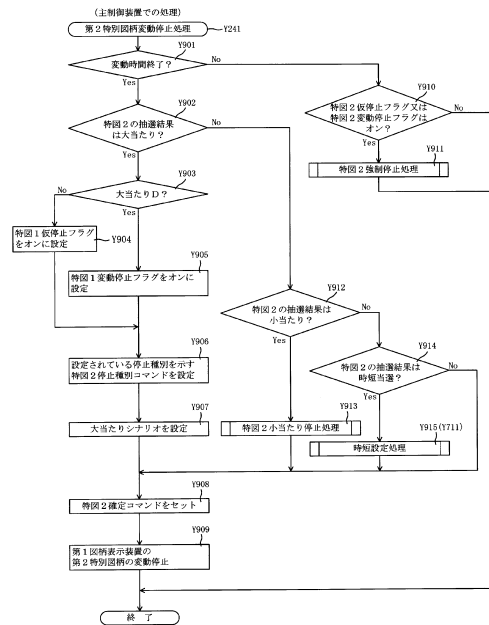 (主制御装置での処理)
第2特別図柄変動停止処理
Y241
変動時間終了?
Y901
No
Yes
特図2の抽選結果
は大当たり?
Y902
No
Yes
大当たりD?
Y903
No
Yes
特図1仮停止フラグ
をオンに設定
Y904
特図1変動停止フラグをオンに
設定
Y905
設定されている停止種別を示す
特図2停止種別コマンドを設定
Y906
大当たりシナリオを設定
Y907
特図2確定コマンドをセット
Y908
第1図柄表示装置の
第2特別図柄の変動停止
Y909
終了
特図2仮停止フラグ又は
特図2変動停止フラグは
オン?
Y910
No
Yes
特図2強制停止処理
Y911
特図2の抽選結果は
小当たり?
Y912
No
Yes
特図2小当たり停止処理
Y913
特図2の抽選結果は
時短当選?
Y914
No
Yes
時短設定処理
Y915(Y711)